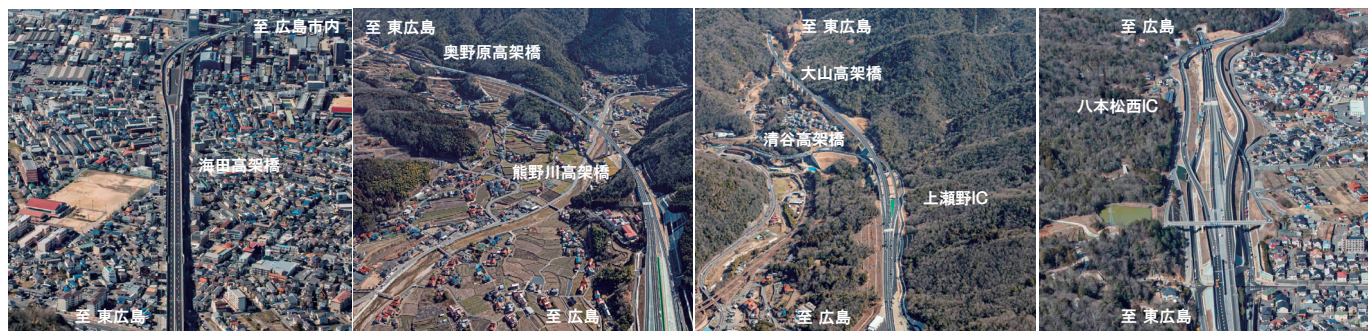 至 広島市内
海田高架橋
至 東広島
至 東広島
奥野原高架橋
熊野川高架橋
至 広島
至 東広島
大山高架橋
清谷高架橋
上瀬野IC
至 広島
至 広島
八本松西IC
至 東広島